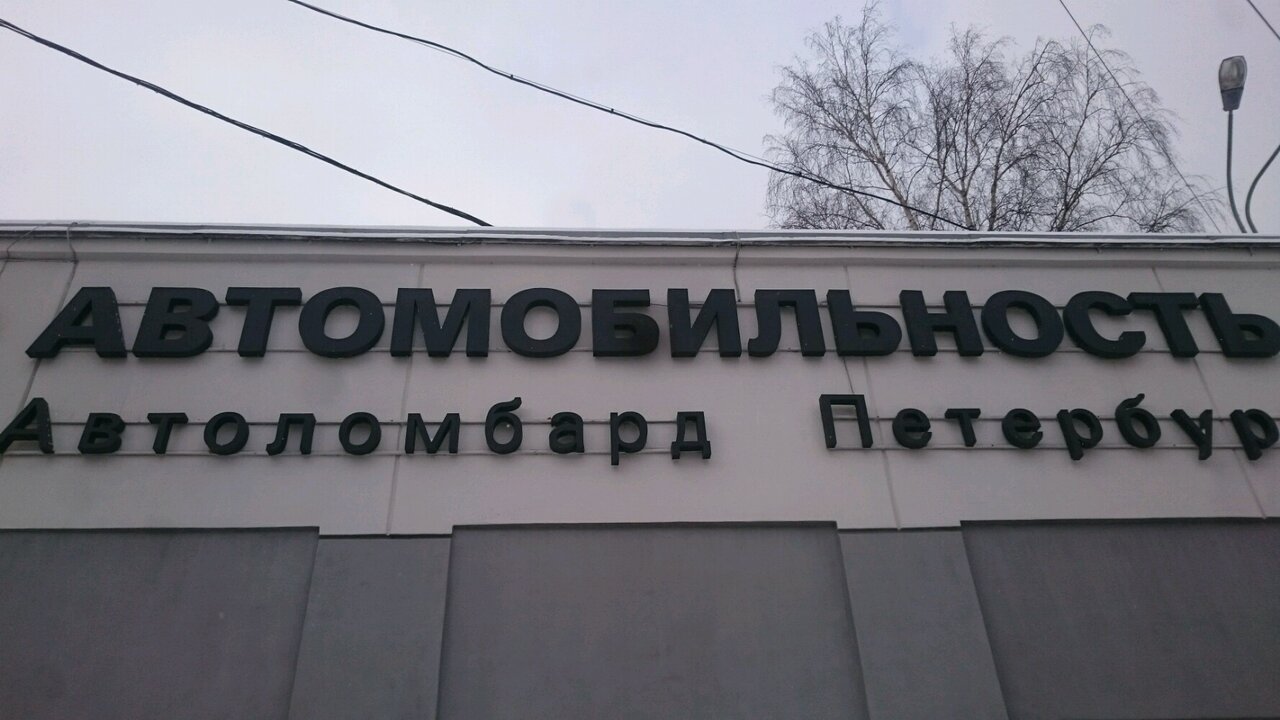 АВТОМОБИЛЬНОСТЬ
Автоломбард Петербур